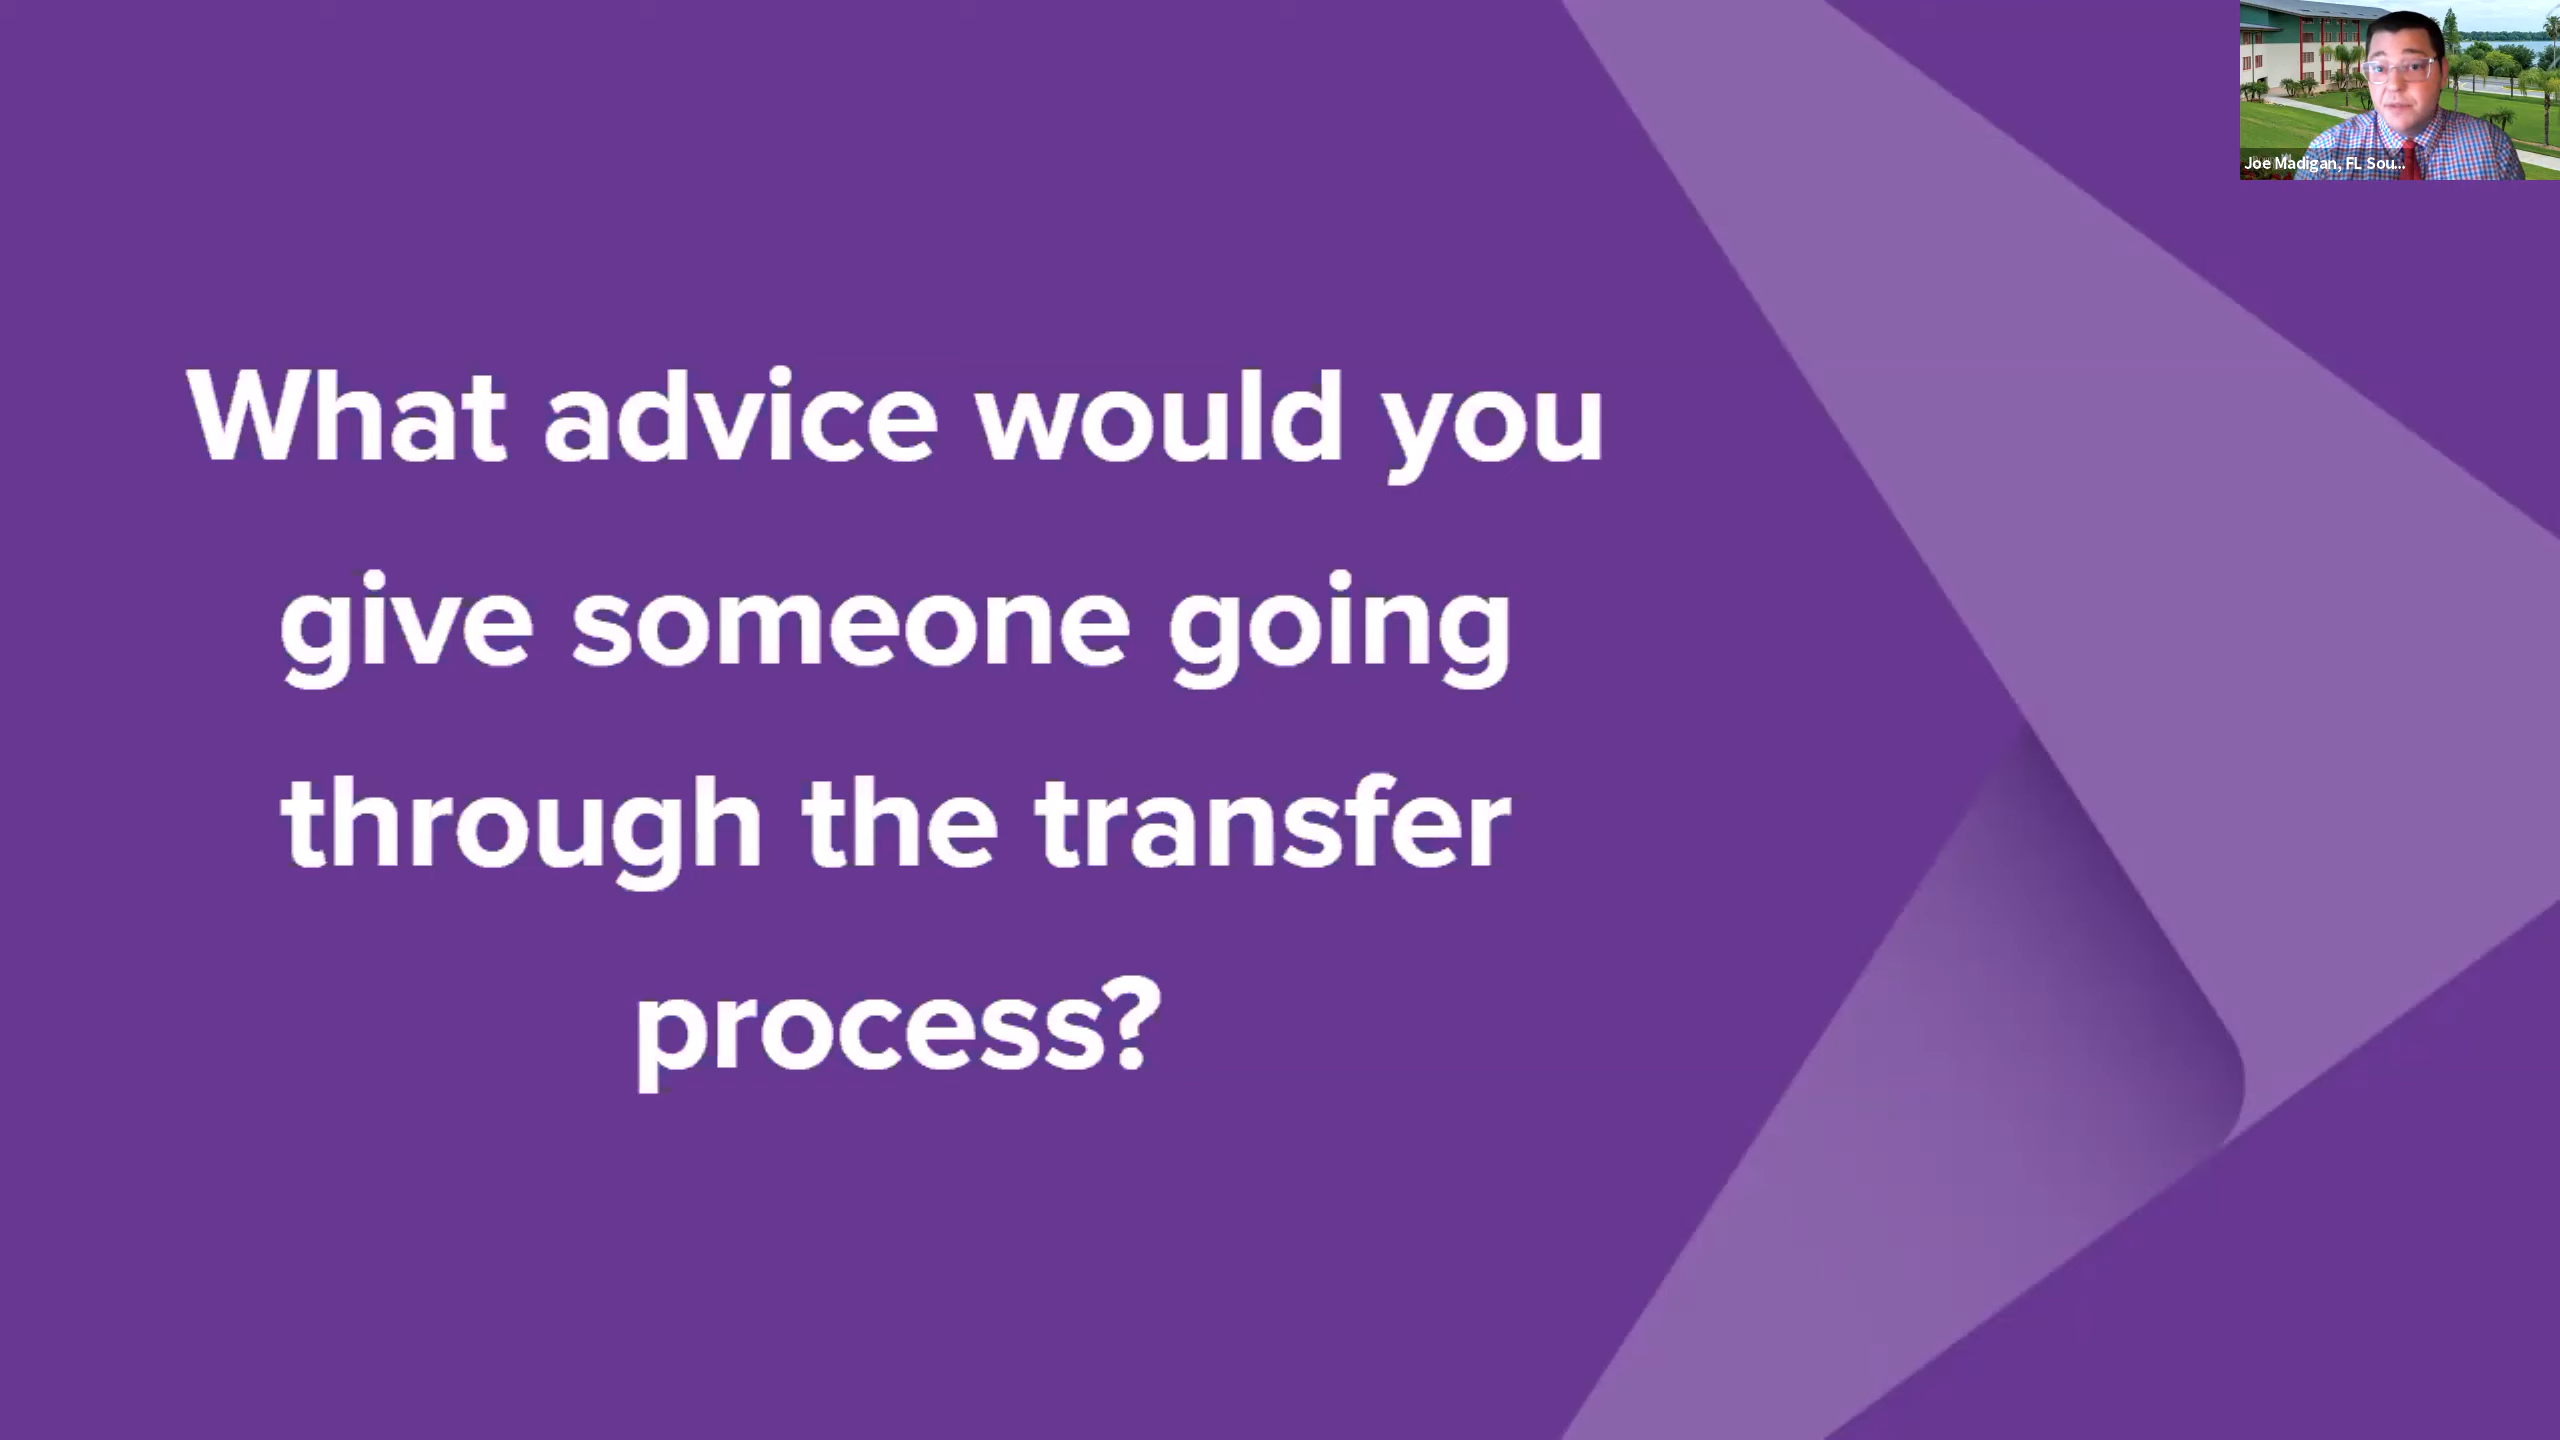 What advice would you
give someone going
through the transfer
process?
Joe Madigan, FL Sou...